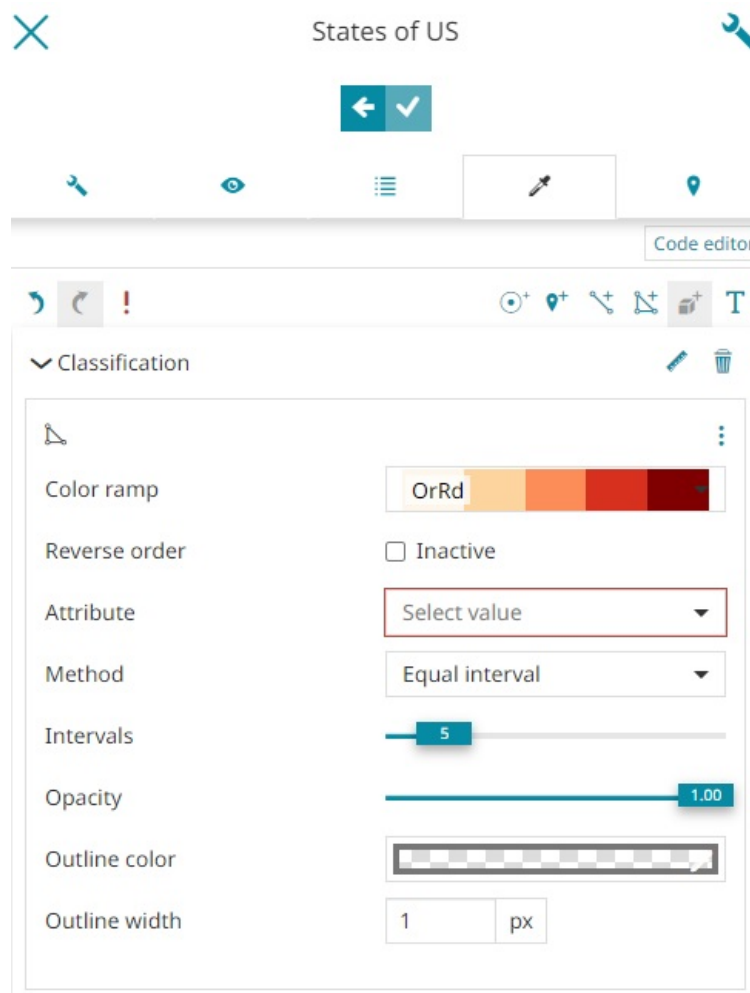 States of US
Code editor
Classification
Color ramp
OrRd
Reverse order
Inactive
Attribute
Select value
Method
Equal interval
Intervals
5
Opacity
1.00
Outline color
Outline width
1
px